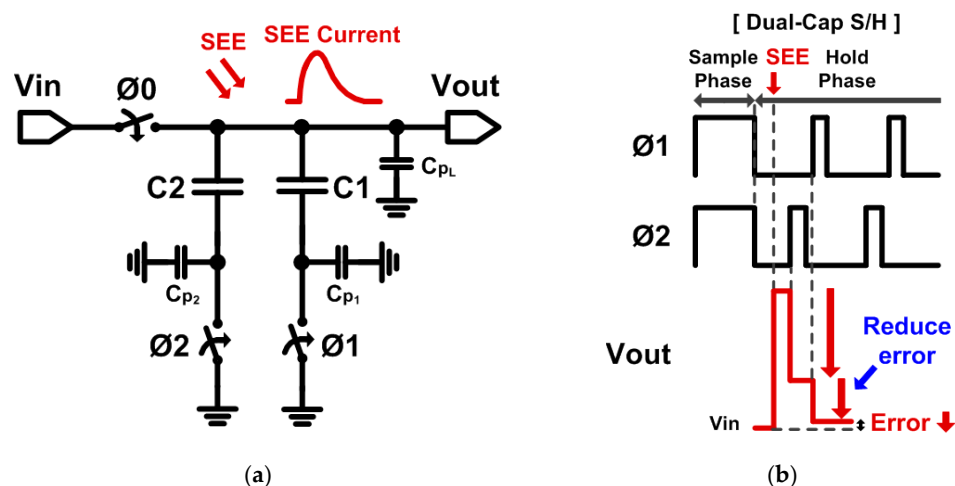 SEE
SEE Current
Vin
Ø0
Vout
C2
C1
CpL
Cp2
Cp1
Ø2
Ø1
(a)
[ Dual-Cap S/H ]
Sample
Phase
SEE
Hold
Phase
Ø1
Ø2
Vout
Reduce
error
Vin
Error
(b)